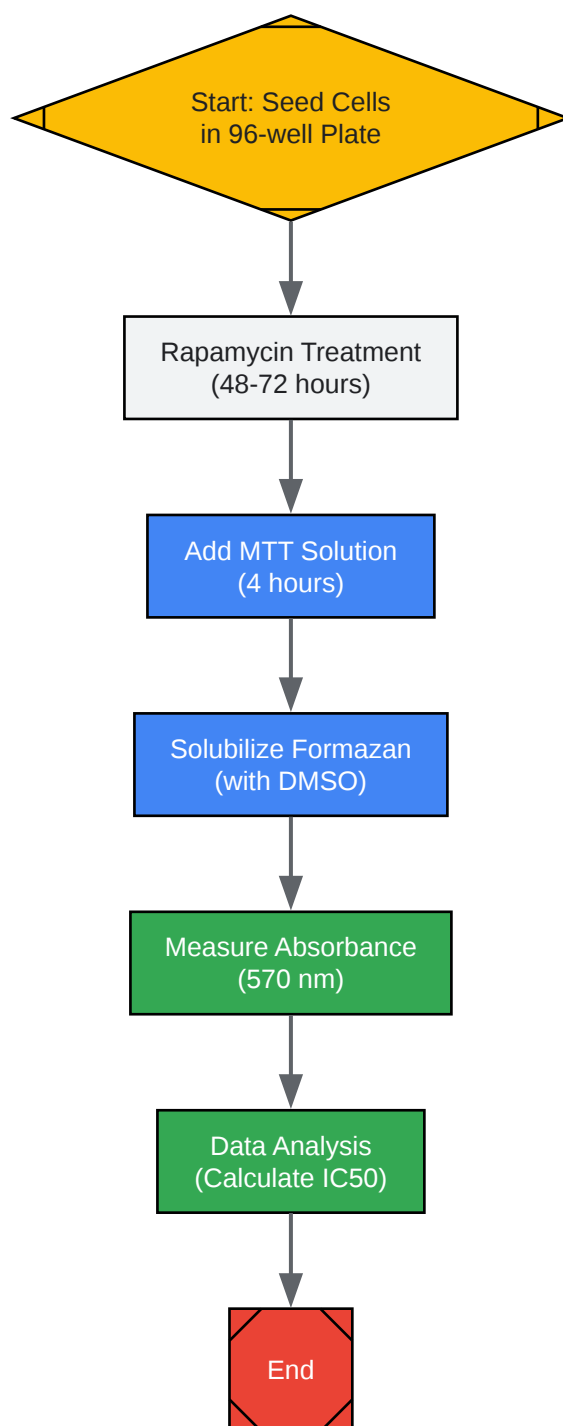 Start: Seed Cells
in 96-well Plate
Rapamycin Treatment
(48-72 hours)
Add MTT Solution
(4 hours)
Solubilize Formazan
(with DMSO)
Measure Absorbance
(570 nm)
Data Analysis
(Calculate IC50)
End